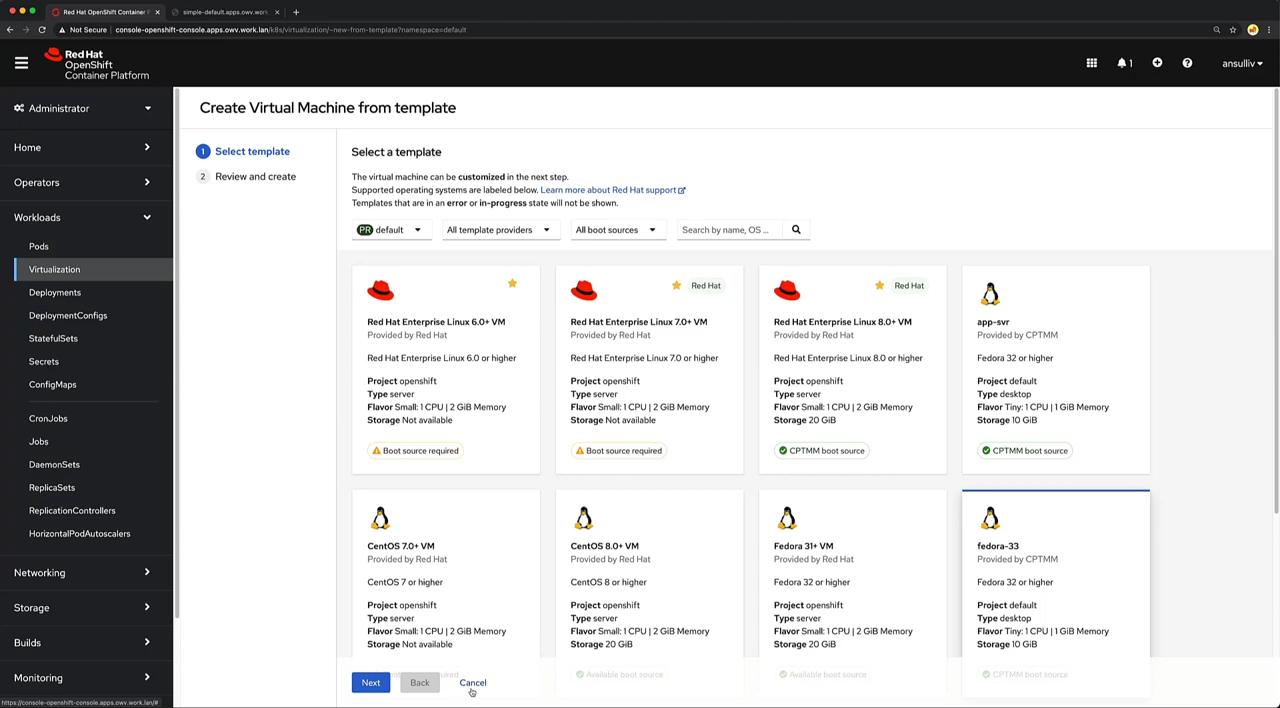 Red Hat OpenShift Container P
simple-default.apps.owv.work.
Not Secure
console-openshift-console.apps.owv.work.lan/k8s/virtualization/~new-from-template?namespace=default
Red Hat
OpenShift
Container Platform
1
ansulliv
Administrator
Home
Operators
Workloads
Pods
Virtualization
Deployments
DeploymentConfigs
StatefulSets
Secrets
ConfigMaps
CronJobs
Jobs
DaemonSets
ReplicaSets
ReplicationControllers
HorizontalPodAutoscalers
Networking
Storage
Builds
Monitoring
https://console-openshift-console.apps.owv.work.lan/#
Create Virtual Machine from template
1 Select template
2 Review and create
Select a template
The virtual machine can be customized in the next step.
Supported operating systems are labeled below. Learn more about Red Hat support
Templates that are in an error or in-progress state will not be shown.
PR default
All template providers
All boot sources
Search by name, OS ...
Red Hat Enterprise Linux 6.0+ VM
Provided by Red Hat
Red Hat Enterprise Linux 6.0 or higher
Project openshift
Type server
Flavor Small: 1 CPU | 2 GiB Memory
Storage Not available
Boot source required
Red Hat
Red Hat Enterprise Linux 7.0+ VM
Provided by Red Hat
Red Hat Enterprise Linux 7.0 or higher
Project openshift
Type server
Flavor Small: 1 CPU | 2 GiB Memory
Storage Not available
Boot source required
Red Hat
Red Hat Enterprise Linux 8.0+ VM
Provided by Red Hat
Red Hat Enterprise Linux 8.0 or higher
Project openshift
Type server
Flavor Small: 1 CPU | 2 GiB Memory
Storage 20 GiB
CPTMM boot source
app-svr
Provided by CPTMM
Fedora 32 or higher
Project default
Type desktop
Flavor Tiny: 1 CPU | 1 GiB Memory
Storage 10 GiB
CPTMM boot source
CentOS 7.0+ VM
Provided by Red Hat
CentOS 7 or higher
Project openshift
Type server
Flavor Small: 1 CPU | 2 GiB Memory
Storage Not available
required
CentOS 8.0+ VM
Provided by Red Hat
CentOS 8 or higher
Project openshift
Type server
Flavor Small: 1 CPU | 2 GiB Memory
Storage 20 GiB
Available boot source
Fedora 31+ VM
Provided by Red Hat
Fedora 32 or higher
Project openshift
Type server
Flavor Small: 1 CPU | 2 GiB Memory
Storage 20 GiB
Available boot source
fedora-33
Provided by CPTMM
Fedora 32 or higher
Project default
Type desktop
Flavor Tiny: 1 CPU | 1 GiB Memory
Storage 10 GiB
CPTMM boot source
Next
Back
Cancel